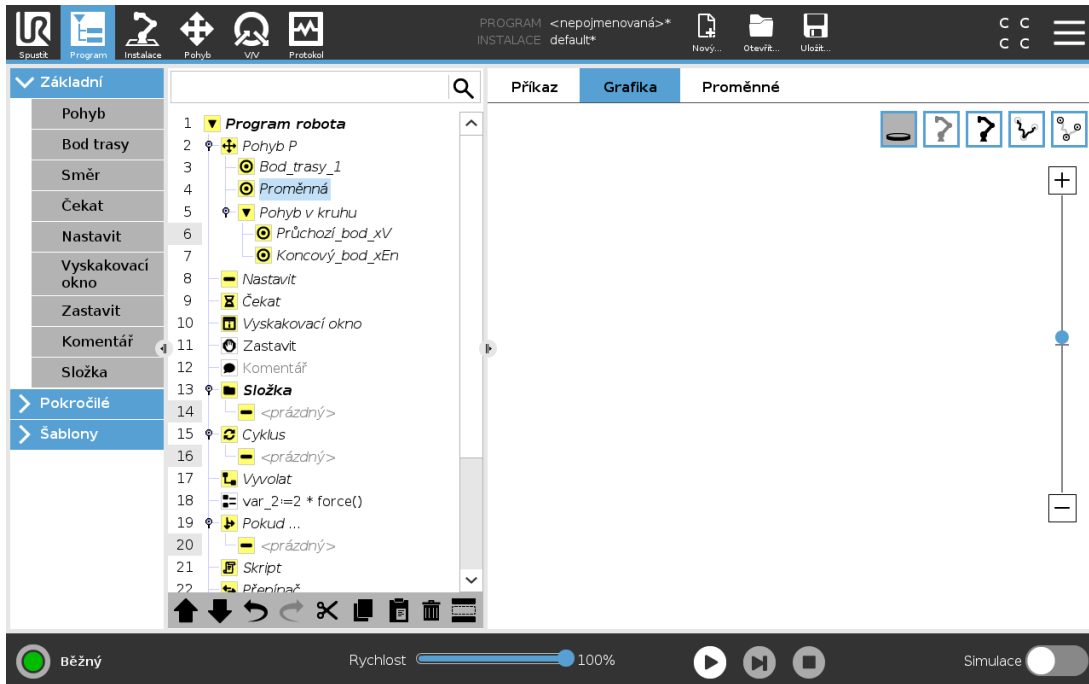 PROGRAM <nepojmenovaná>*
INSTALACE default*
UR
Spustit
Program
Instalace
Pohyb
V/V
Protokol
Nový...
Otevřít...
Uložit...
C C
C C
Základní
Pohyb
Bod trasy
Směr
Čekat
Nastavit
Vyskakovací
okno
Zastavit
Komentář
Složka
Pokročilé
Šablony
1 Program robota
2 Pohyb P
3 Bod_trasy_1
4 Proměnná
5 Pohyb v kruhu
6 Průchozí_bod_xV
7 Koncový_bod_xEn
8 Nastavit
9 Čekat
10 Vyskakovací okno
11 Zastavit
12 Komentář
13 Složka
14 <prázdný>
15 Cyklus
16 <prázdný>
17 Vyvolat
18 var_2:=2 * force()
19 Pokud ...
20 <prázdný>
21 Skript
22 Přepínač
Příkaz
Grafika
Proměnné
Běžný
Rychlost
100%
Simulace